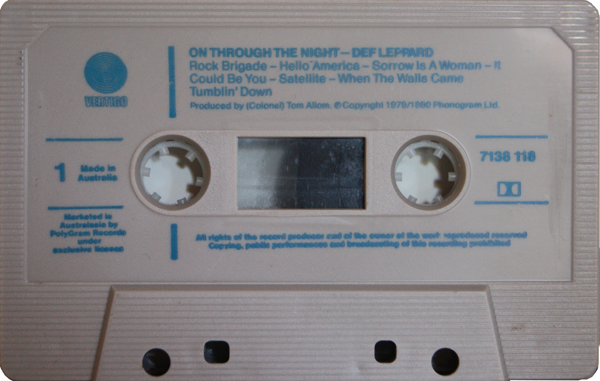 ON THROUGH THE NIGHT – DEF LEPPARD
Rock Brigade – Hello America – Sorrow Is A Woman – It
Could Be You – Satellite – When The Walls Came
Tumblin' Down
Produced by (Colonel) Tom Allom. ℗ Copyright 1979/1980 Phonogram Ltd.
VERTIGO
1
Made in
Australia
7138 116
Marketed in
Australasia by
PolyGram Records
under
exclusive license
All rights of the record producer and of the owner of the work reproduced reserved
Copying, public performances and broadcasting of this recording prohibited